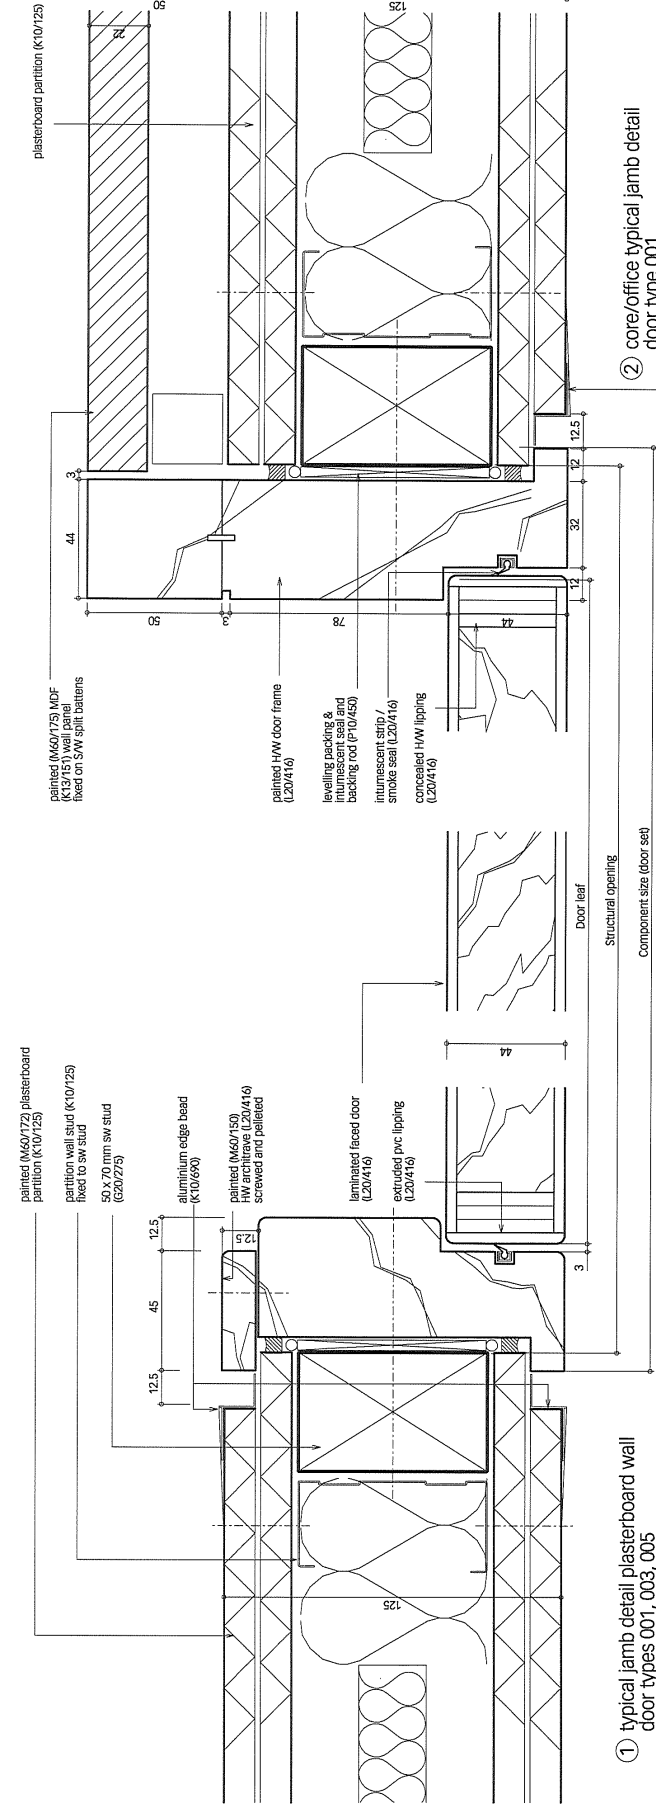 painted (M60/172) plasterboard
partition (K10/125)
partition wall stud (K10/125)
fixed to sw stud
50 x 70 mm sw stud
(G20/275)
aluminium edge bead
(K10/690)
painted (M60/150)
HW architrave (L20/416)
screwed and pelleted
laminated faced door
(L20/416)
extruded pvc lipping
(L20/416)
12.5
45
12.5
12.5
125
3
44
① typical jamb detail plasterboard wall
door types 001, 003, 005
plasterboard partition (K10/125)
painted (M60/175) MDF
(K13/151) wall panel
fixed on S/W split battens
painted H/W door frame
(L20/416)
levelling packing &
intumescent seal and
backing rod (P10/450)
intumescent strip /
smoke seal (L20/416)
concealed H/W lipping
(L20/416)
50
22
125
44
3
50
3
78
44
12
32
12
12.5
Door leaf
Structural opening
Component size (door set)
② core/office typical jamb detail
door type 001